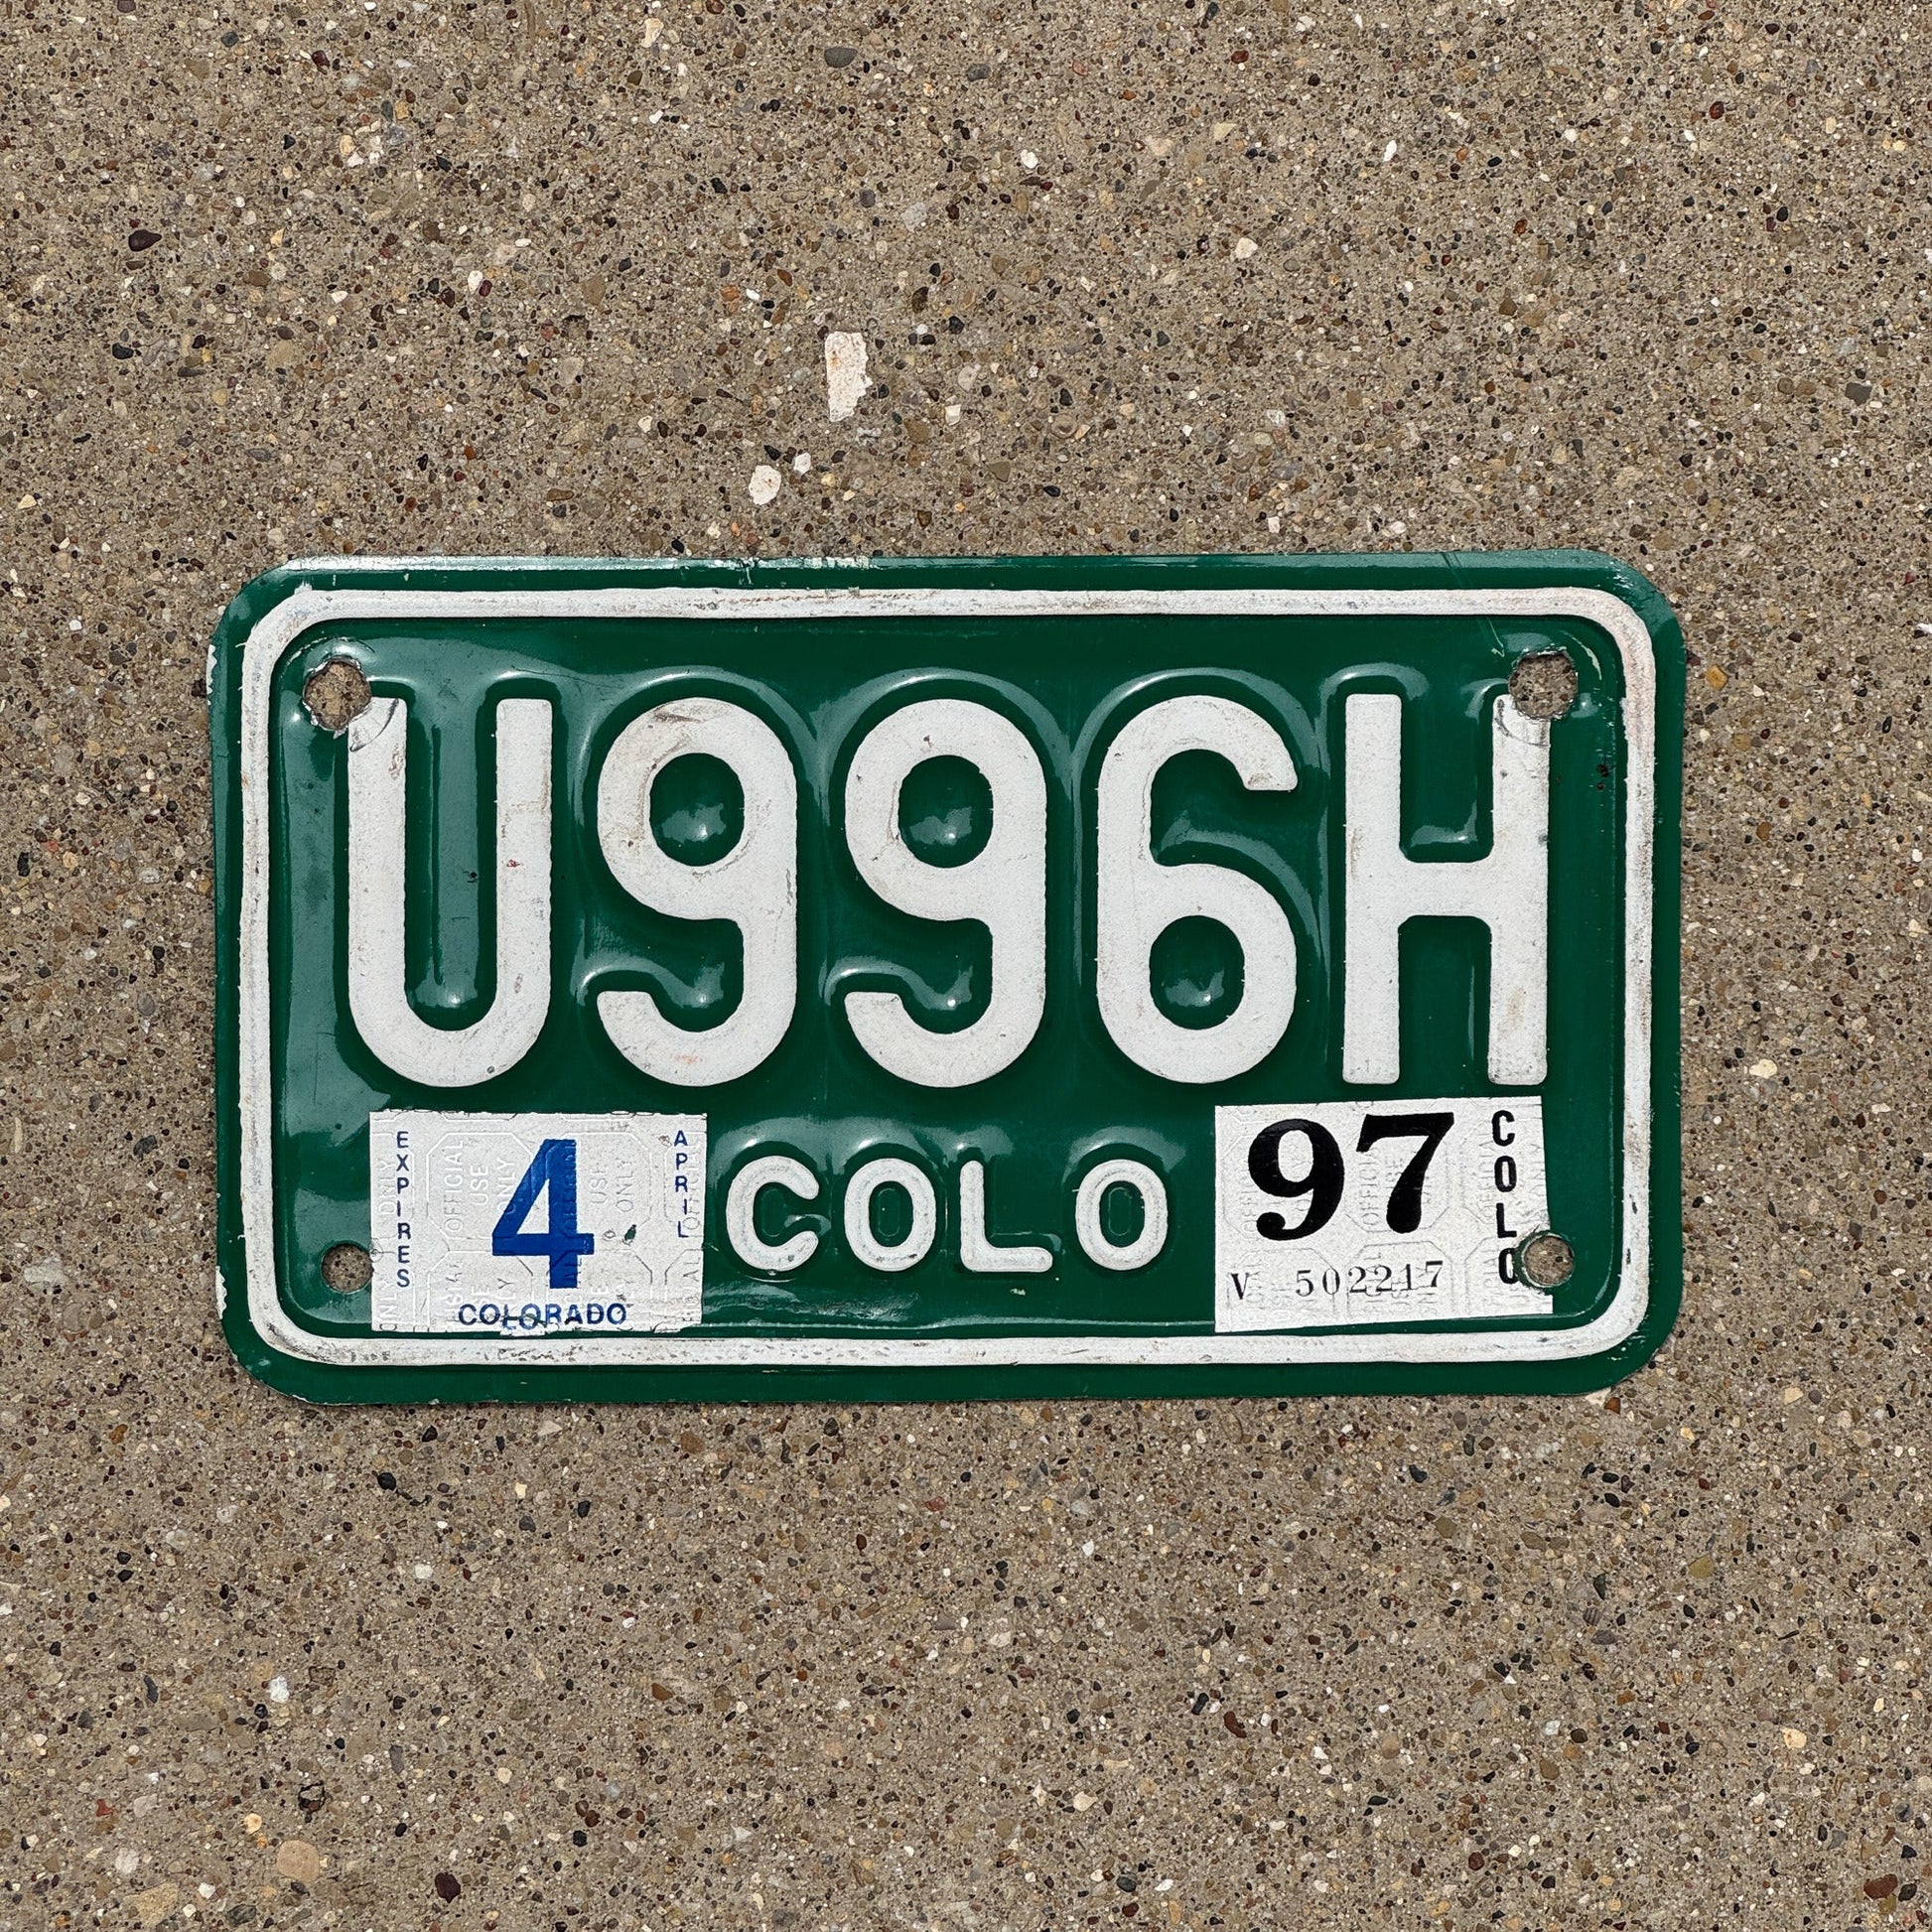 U996H
EXPIRES
4
APRIL
COLORADO
COLO
97
COLO
V 502217